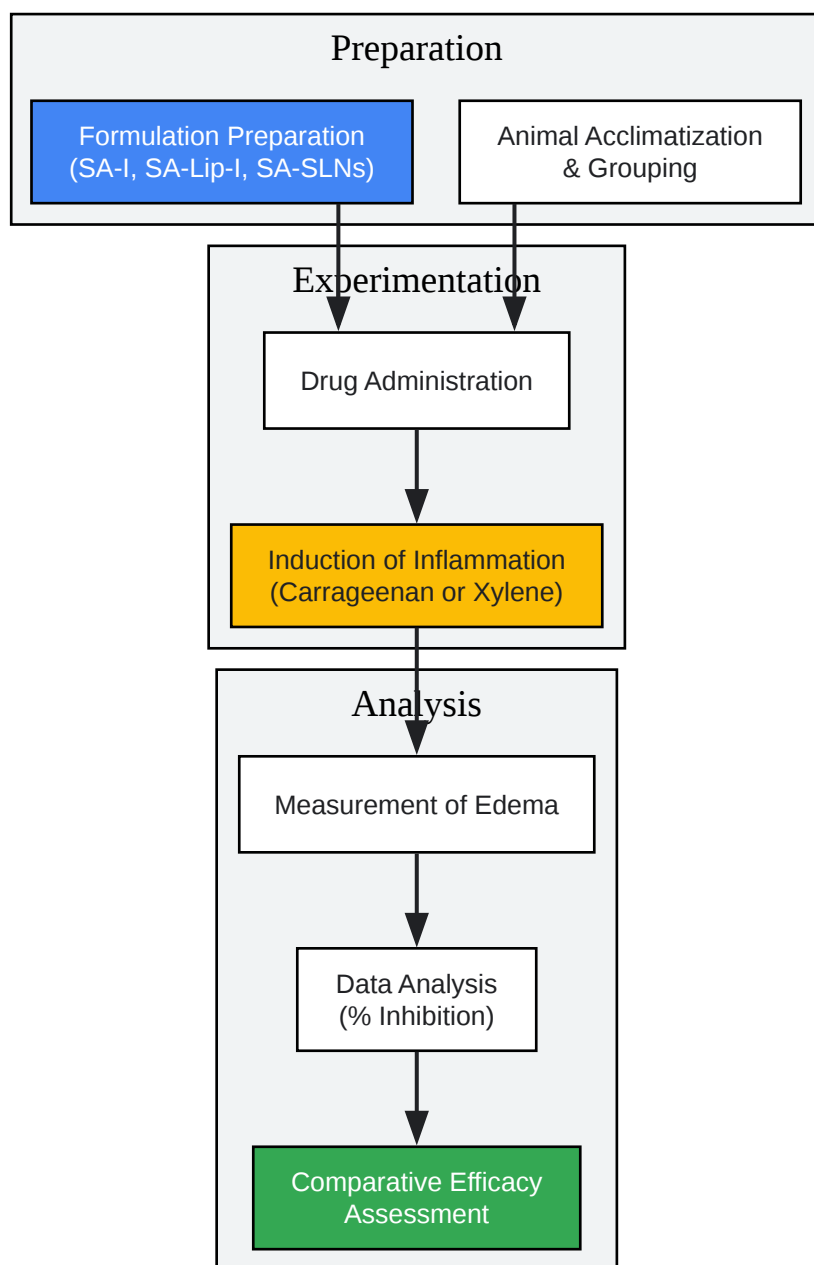 Preparation
Formulation Preparation
(SA-I, SA-Lip-I, SA-SLNs)
Animal Acclimatization
& Grouping
Experimentation
Drug Administration
Induction of Inflammation
(Carrageenan or Xylene)
Analysis
Measurement of Edema
Data Analysis
(% Inhibition)
Comparative Efficacy
Assessment